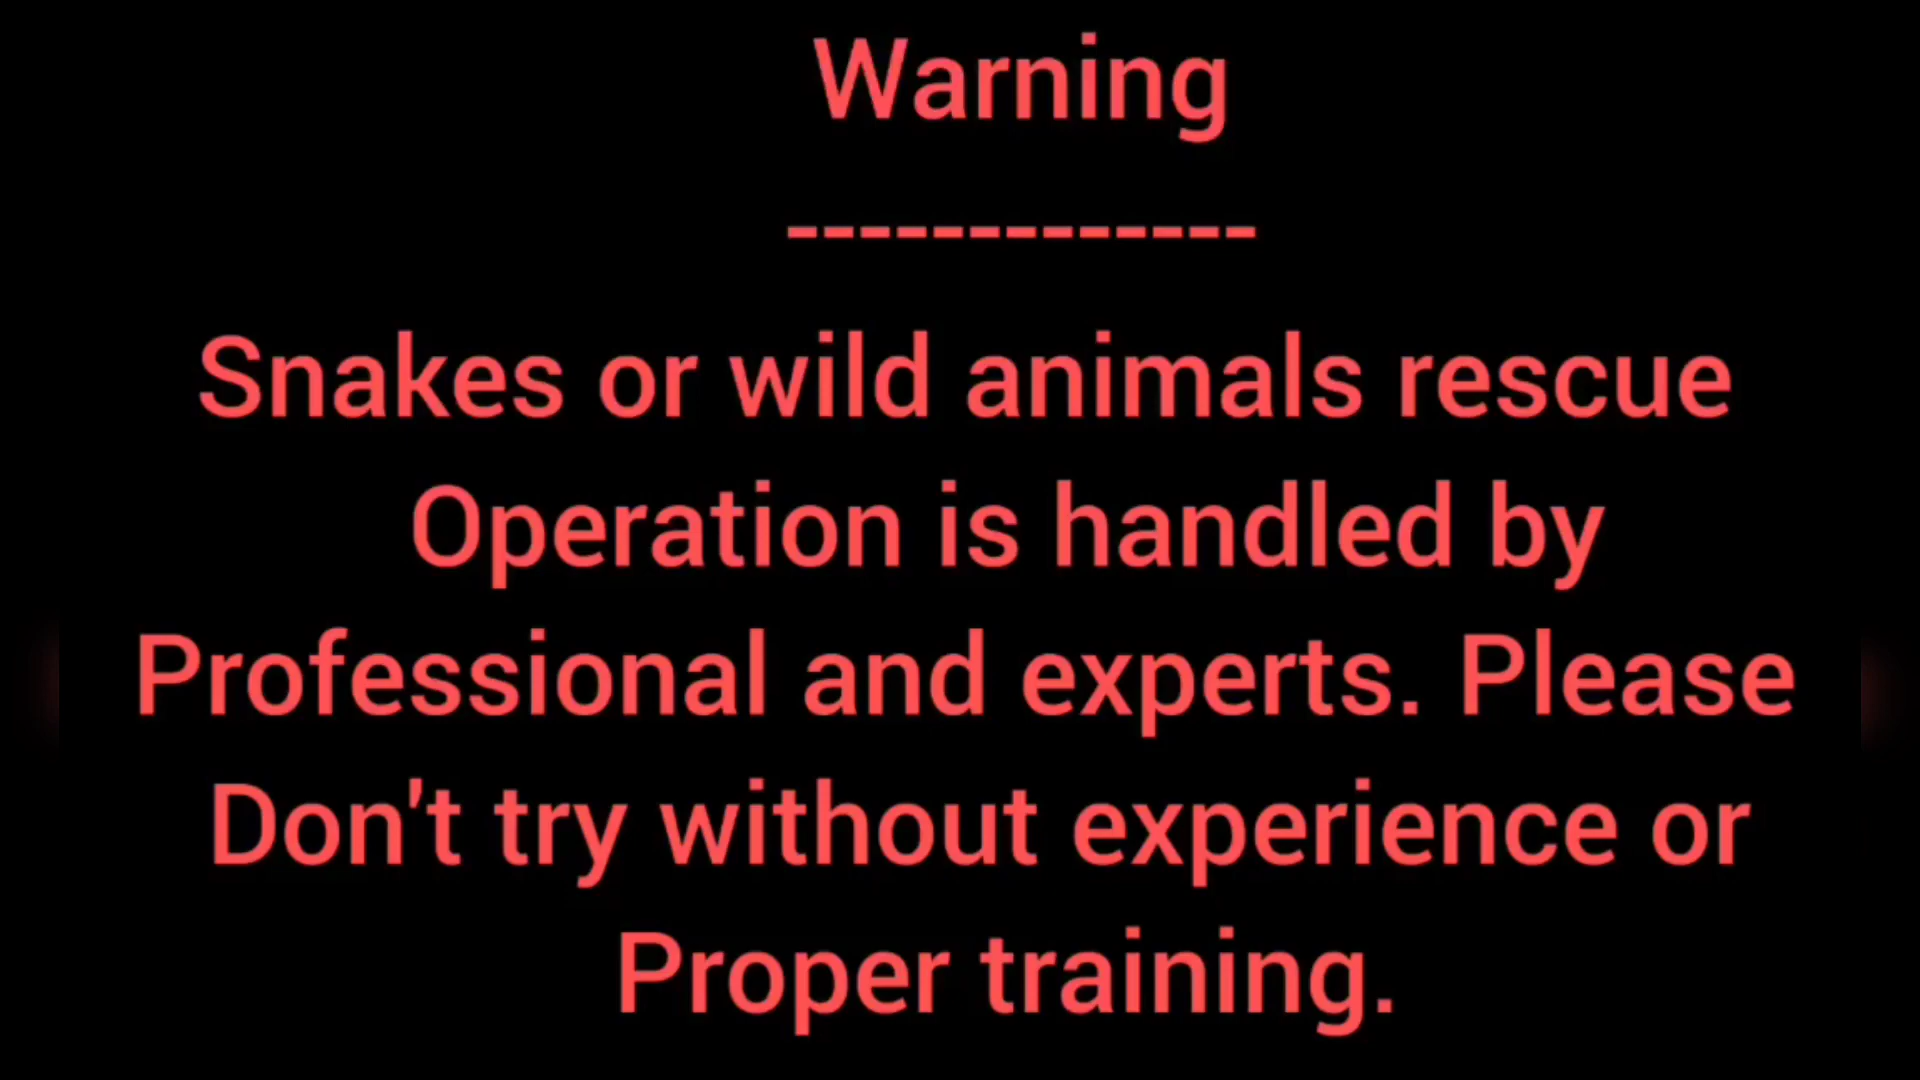 Warning
-------------
Snakes or wild animals rescue
Operation is handled by
Professional and experts. Please
Don't try without experience or
Proper training.